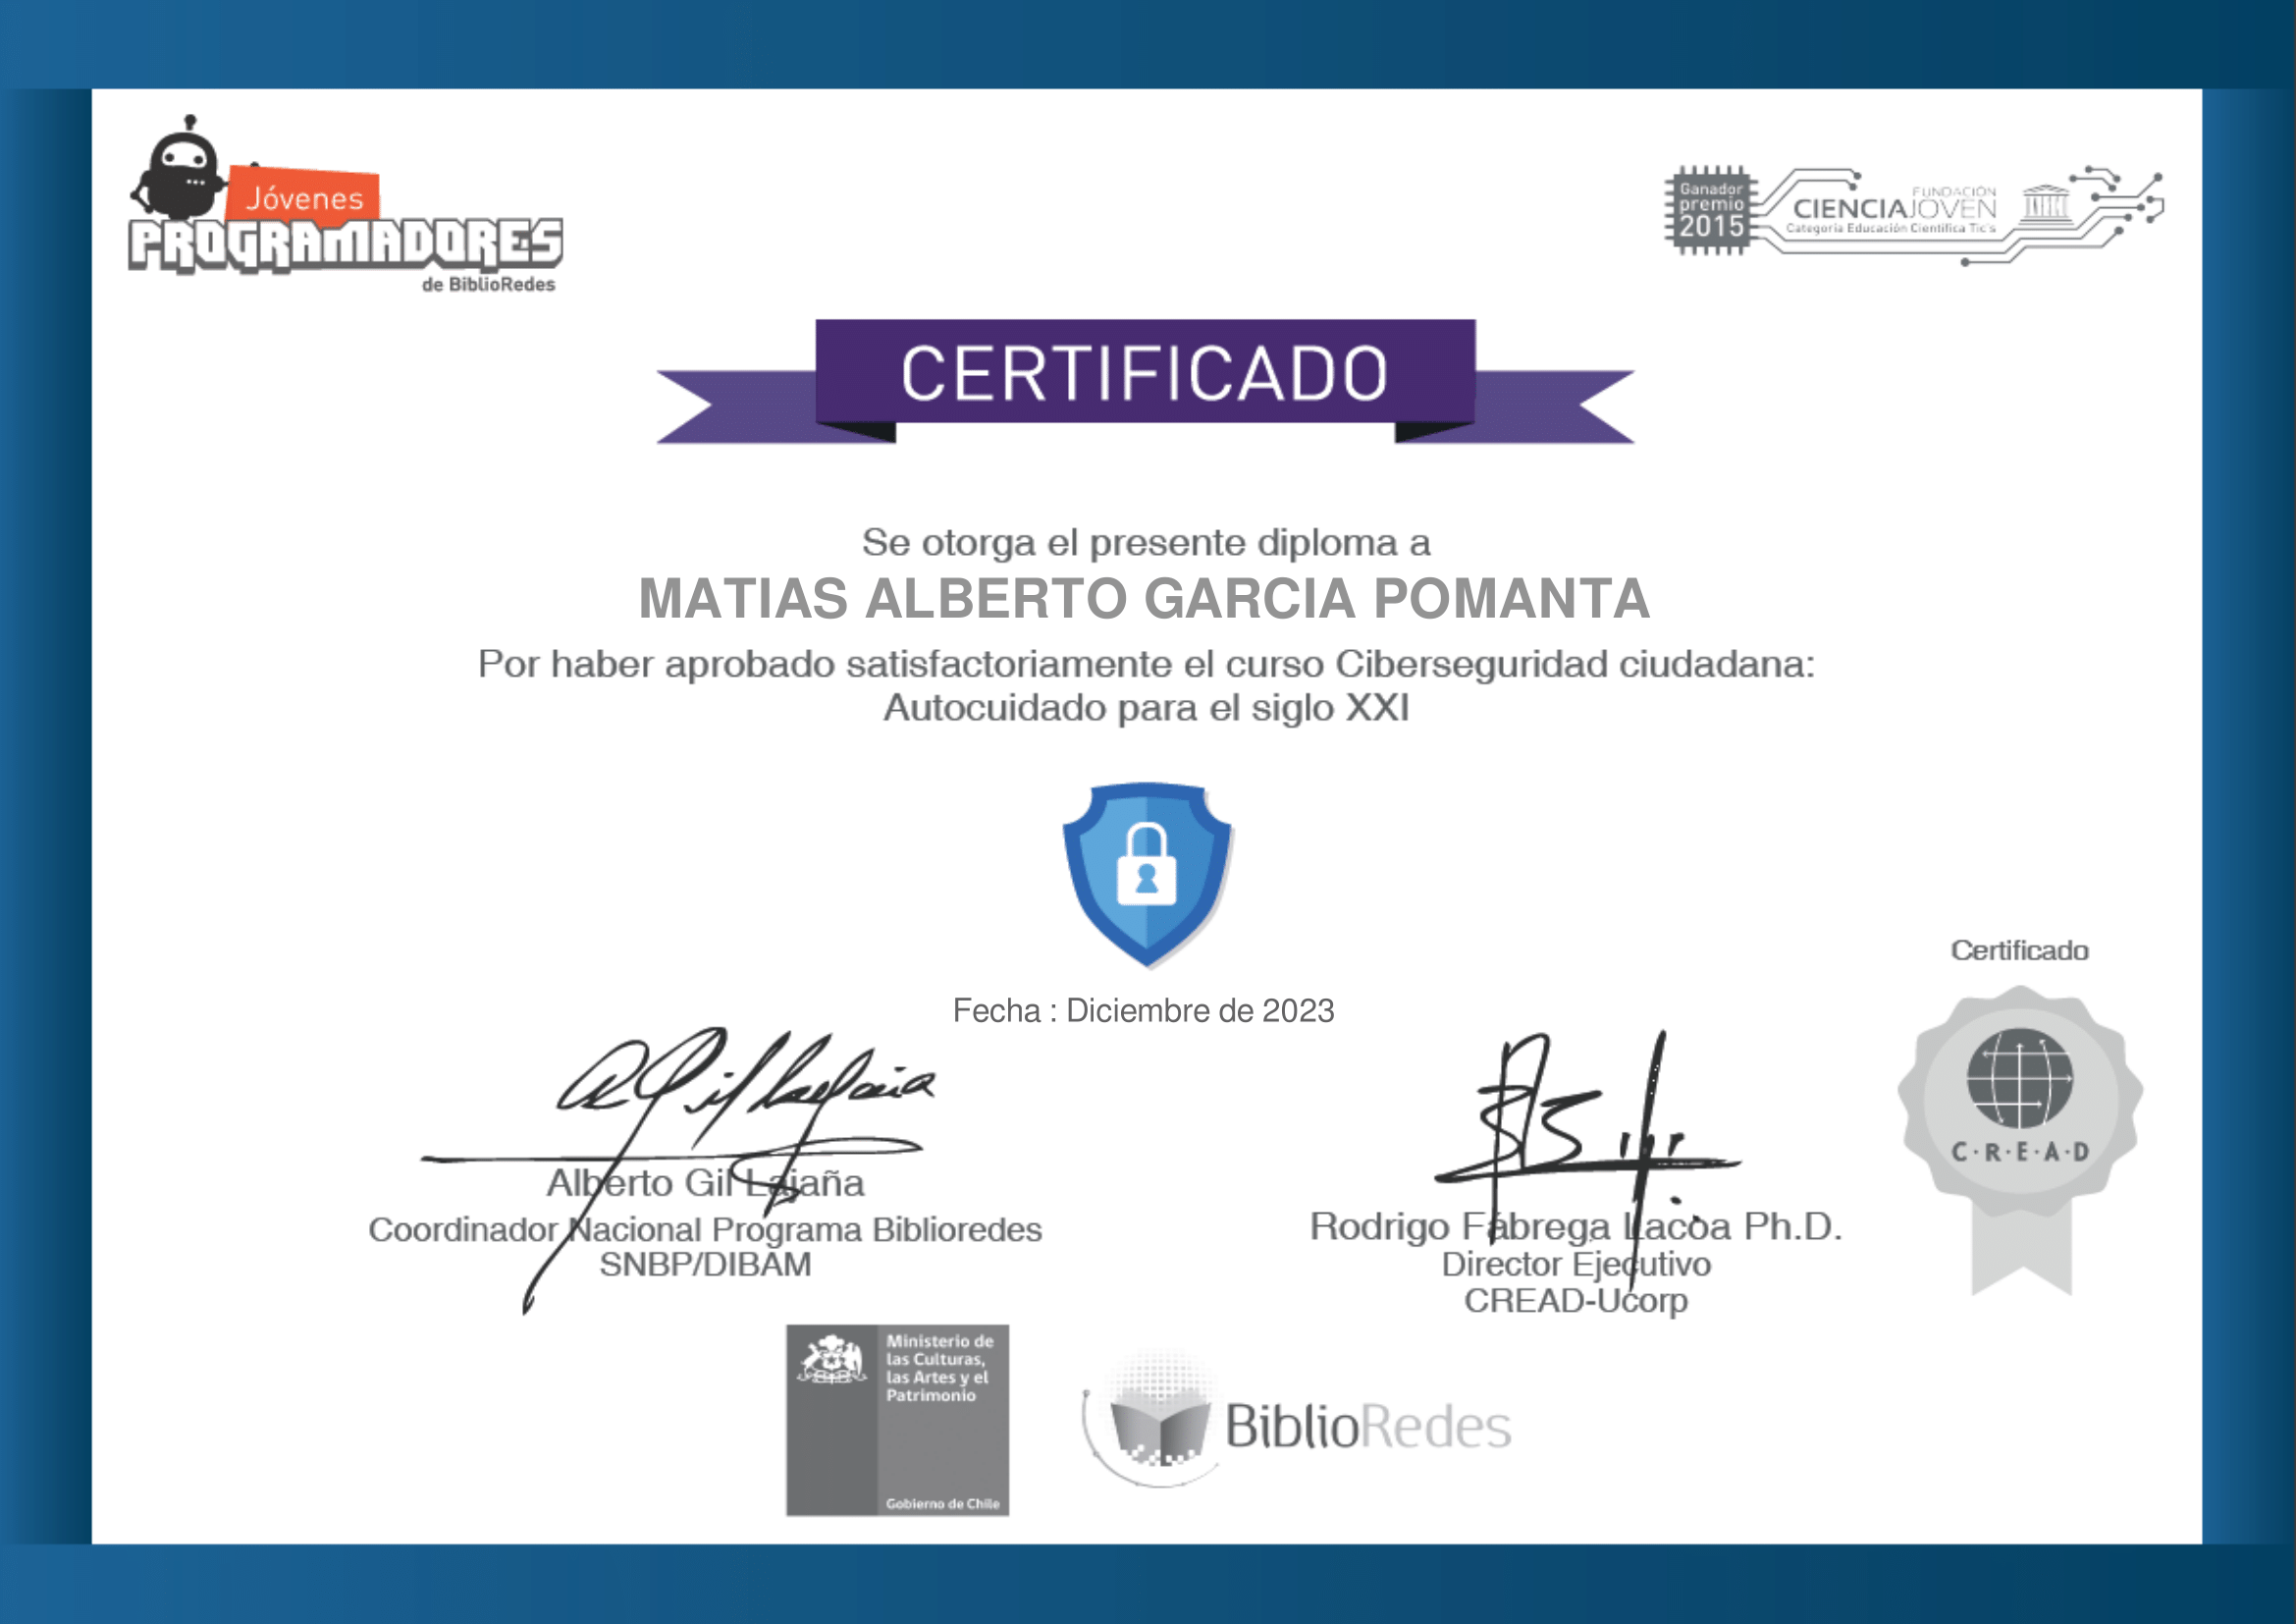 Jóvenes
PROGRAMADORES
de BiblioRedes
Ganador
premio
2015
FUNDACIÓN
CIENCIAJOVEN
Categoría Educación Científica Tic's
CERTIFICADO
Se otorga el presente diploma a
MATIAS ALBERTO GARCIA POMANTA
Por haber aprobado satisfactoriamente el curso Ciberseguridad ciudadana:
Autocuidado para el siglo XXI
Fecha : Diciembre de 2023
Alberto Gil Lajaña
Coordinador Nacional Programa Biblioredes
SNBP/DIBAM
Rodrigo Fábrega Lacoa Ph.D.
Director Ejecutivo
CREAD-Ucorp
Certificado
C·R·E·A·D
Ministerio de
las Culturas,
las Artes y el
Patrimonio
Gobierno de Chile
BiblioRedes